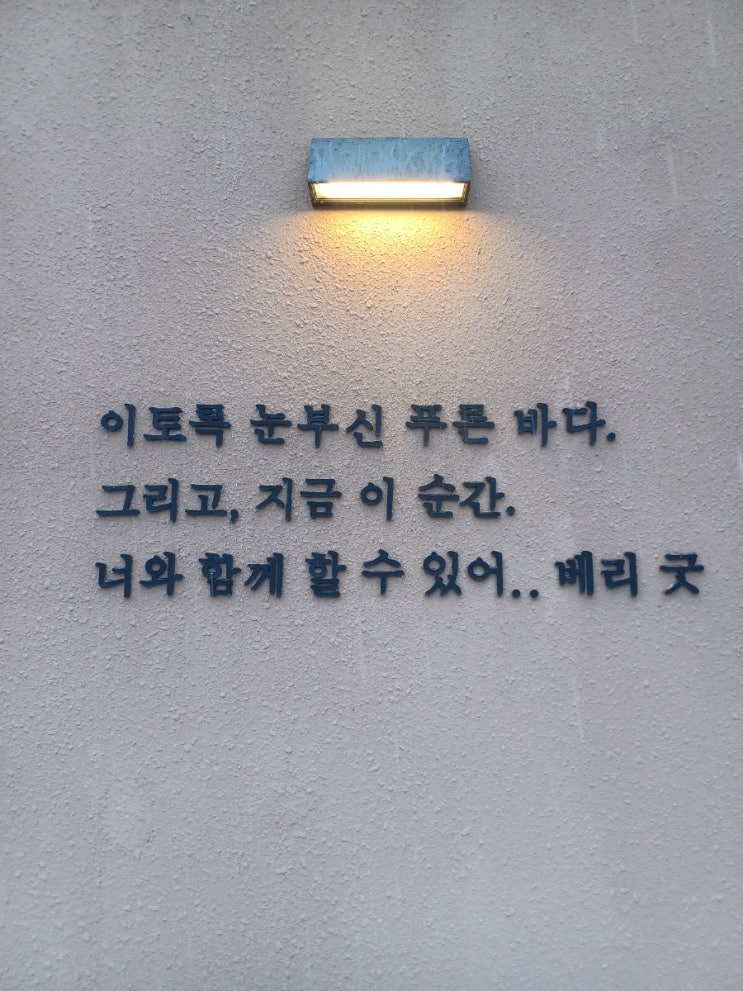 이토록 눈부신 푸른 바다.
그리고, 지금 이 순간.
너와 함께 할 수 있어.. 베리 굿